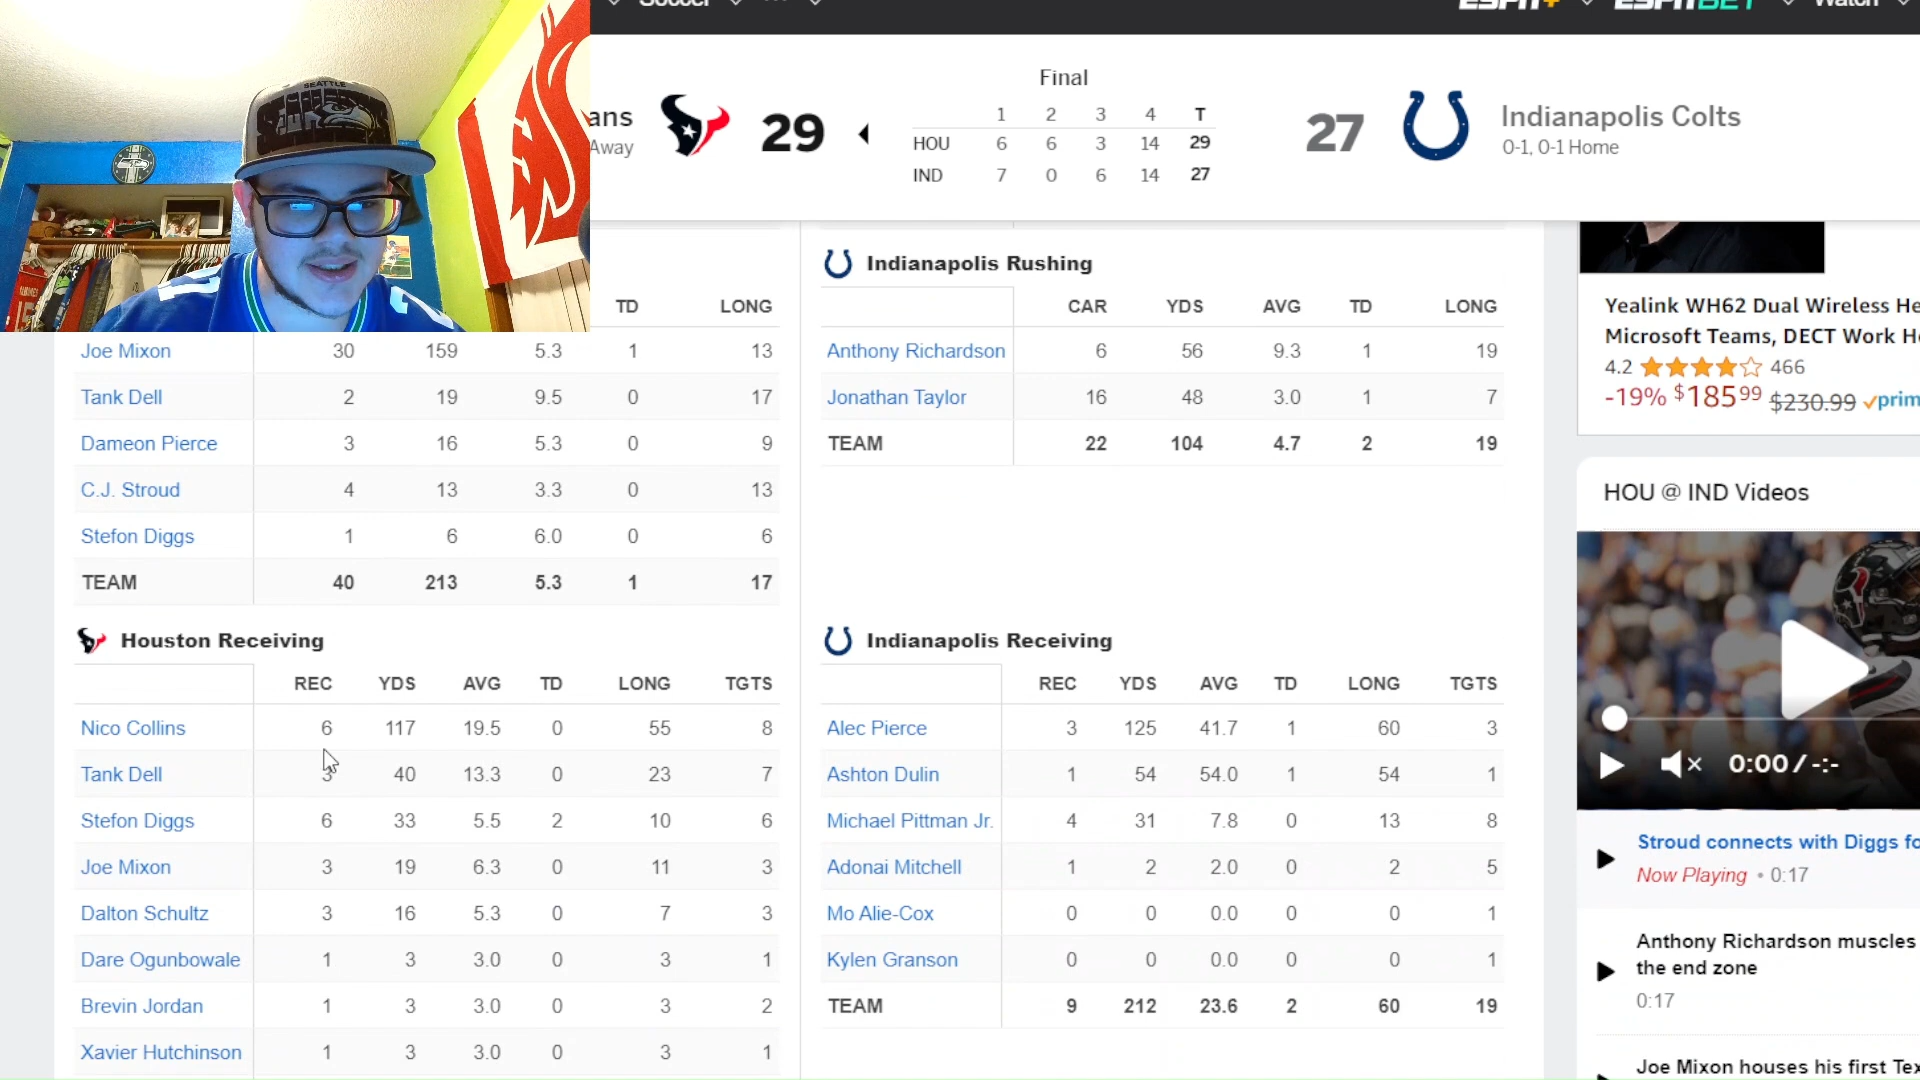 Soccer
ESPN+ ESPN BET Watch
SEATTLE
ans
Away
29
Final
1 2 3 4 T
HOU 6 6 3 14 29
IND 7 0 6 14 27
27
Indianapolis Colts
0-1, 0-1 Home
TD LONG
Joe Mixon 30 159 5.3 1 13
Tank Dell 2 19 9.5 0 17
Dameon Pierce 3 16 5.3 0 9
C.J. Stroud 4 13 3.3 0 13
Stefon Diggs 1 6 6.0 0 6
TEAM 40 213 5.3 1 17
Indianapolis Rushing
CAR YDS AVG TD LONG
Anthony Richardson 6 56 9.3 1 19
Jonathan Taylor 16 48 3.0 1 7
TEAM 22 104 4.7 2 19
Houston Receiving
REC YDS AVG TD LONG TGTS
Nico Collins 6 117 19.5 0 55 8
Tank Dell 3 40 13.3 0 23 7
Stefon Diggs 6 33 5.5 2 10 6
Joe Mixon 3 19 6.3 0 11 3
Dalton Schultz 3 16 5.3 0 7 3
Dare Ogunbowale 1 3 3.0 0 3 1
Brevin Jordan 1 3 3.0 0 3 2
Xavier Hutchinson 1 3 3.0 0 3 1
Indianapolis Receiving
REC YDS AVG TD LONG TGTS
Alec Pierce 3 125 41.7 1 60 3
Ashton Dulin 1 54 54.0 1 54 1
Michael Pittman Jr. 4 31 7.8 0 13 8
Adonai Mitchell 1 2 2.0 0 2 5
Mo Alie-Cox 0 0 0.0 0 0 1
Kylen Granson 0 0 0.0 0 0 1
TEAM 9 212 23.6 2 60 19
Yealink WH62 Dual Wireless He
Microsoft Teams, DECT Work H
4.2 466
-19% $185 99 $230.99 prim
HOU @ IND Videos
0:00 / -:-
Stroud connects with Diggs fo
Now Playing • 0:17
Anthony Richardson muscles
the end zone
0:17
Joe Mixon houses his first Tex